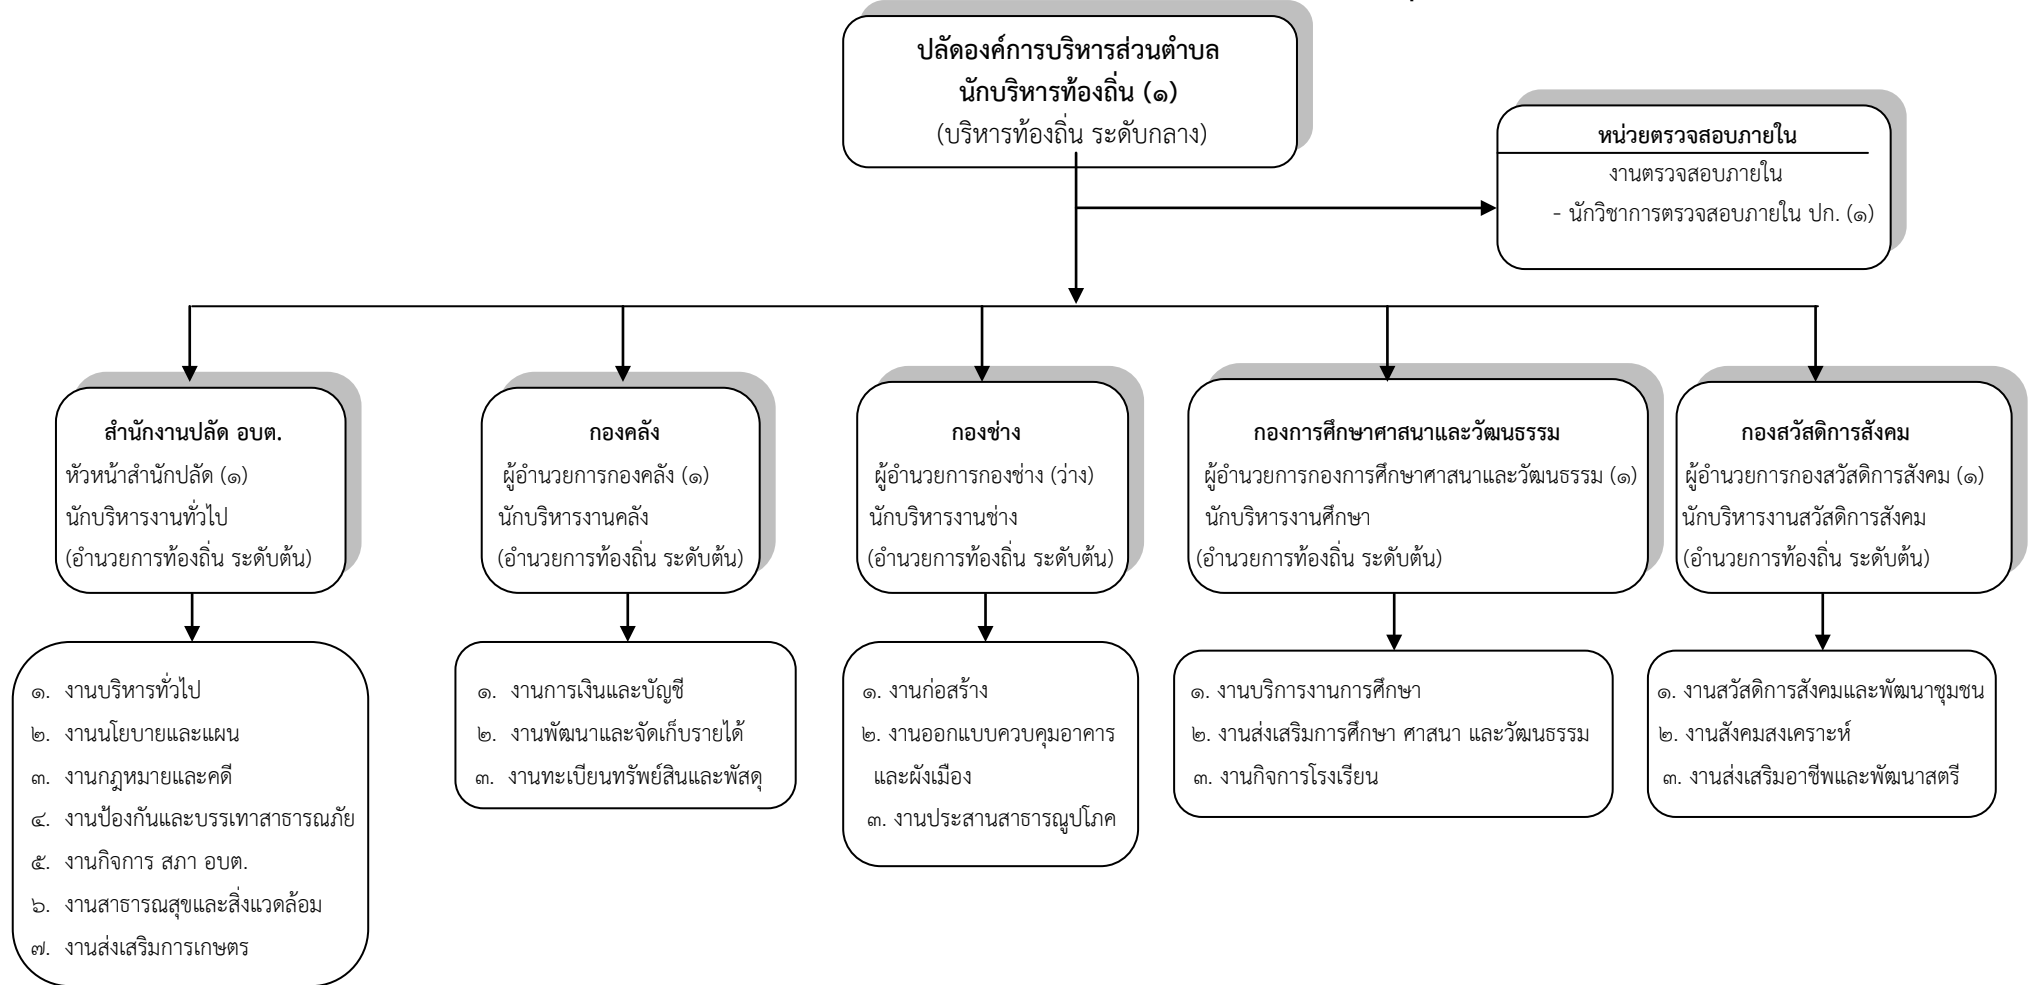 ปลัดองค์การบริหารส่วนตำบล
นักบริหารท้องถิ่น (๑)
(บริหารท้องถิ่น ระดับกลาง)
หน่วยตรวจสอบภายใน
งานตรวจสอบภายใน
- นักวิชาการตรวจสอบภายใน ปก. (๑)
สำนักงานปลัด อบต.
หัวหน้าสำนักปลัด (๑)
นักบริหารงานทั่วไป
(อำนวยการท้องถิ่น ระดับต้น)
กองคลัง
ผู้อำนวยการกองคลัง (๑)
นักบริหารงานคลัง
(อำนวยการท้องถิ่น ระดับต้น)
กองช่าง
ผู้อำนวยการกองช่าง (ว่าง)
นักบริหารงานช่าง
(อำนวยการท้องถิ่น ระดับต้น)
กองการศึกษาศาสนาและวัฒนธรรม
ผู้อำนวยการกองการศึกษาศาสนาและวัฒนธรรม (๑)
นักบริหารงานศึกษา
(อำนวยการท้องถิ่น ระดับต้น)
กองสวัสดิการสังคม
ผู้อำนวยการกองสวัสดิการสังคม (๑)
นักบริหารงานสวัสดิการสังคม
(อำนวยการท้องถิ่น ระดับต้น)
๑. งานบริหารทั่วไป
๒. งานนโยบายและแผน
๓. งานกฎหมายและคดี
๔. งานป้องกันและบรรเทาสาธารณภัย
๕. งานกิจการ สภา อบต.
๖. งานสาธารณสุขและสิ่งแวดล้อม
๗. งานส่งเสริมการเกษตร
๑. งานการเงินและบัญชี
๒. งานพัฒนาและจัดเก็บรายได้
๓. งานทะเบียนทรัพย์สินและพัสดุ
๑. งานก่อสร้าง
๒. งานออกแบบควบคุมอาคาร
และผังเมือง
๓. งานประสานสาธารณูปโภค
๑. งานบริการงานการศึกษา
๒. งานส่งเสริมการศึกษา ศาสนา และวัฒนธรรม
๓. งานกิจการโรงเรียน
๑. งานสวัสดิการสังคมและพัฒนาชุมชน
๒. งานสังคมสงเคราะห์
๓. งานส่งเสริมอาชีพและพัฒนาสตรี